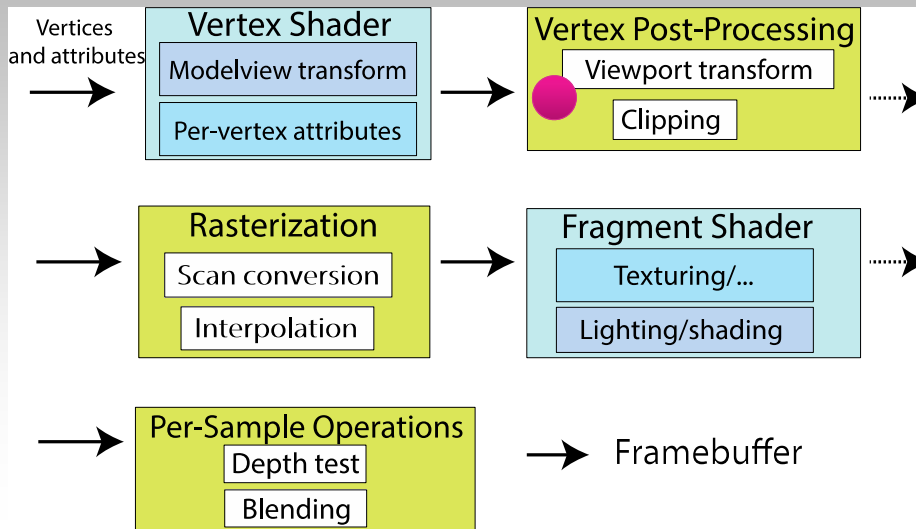 Vertices
and attributes
Vertex Shader
Modelview transform
Per-vertex attributes
Vertex Post-Processing
Viewport transform
Clipping
Rasterization
Scan conversion
Interpolation
Fragment Shader
Texturing/...
Lighting/shading
Per-Sample Operations
Depth test
Blending
Framebuffer